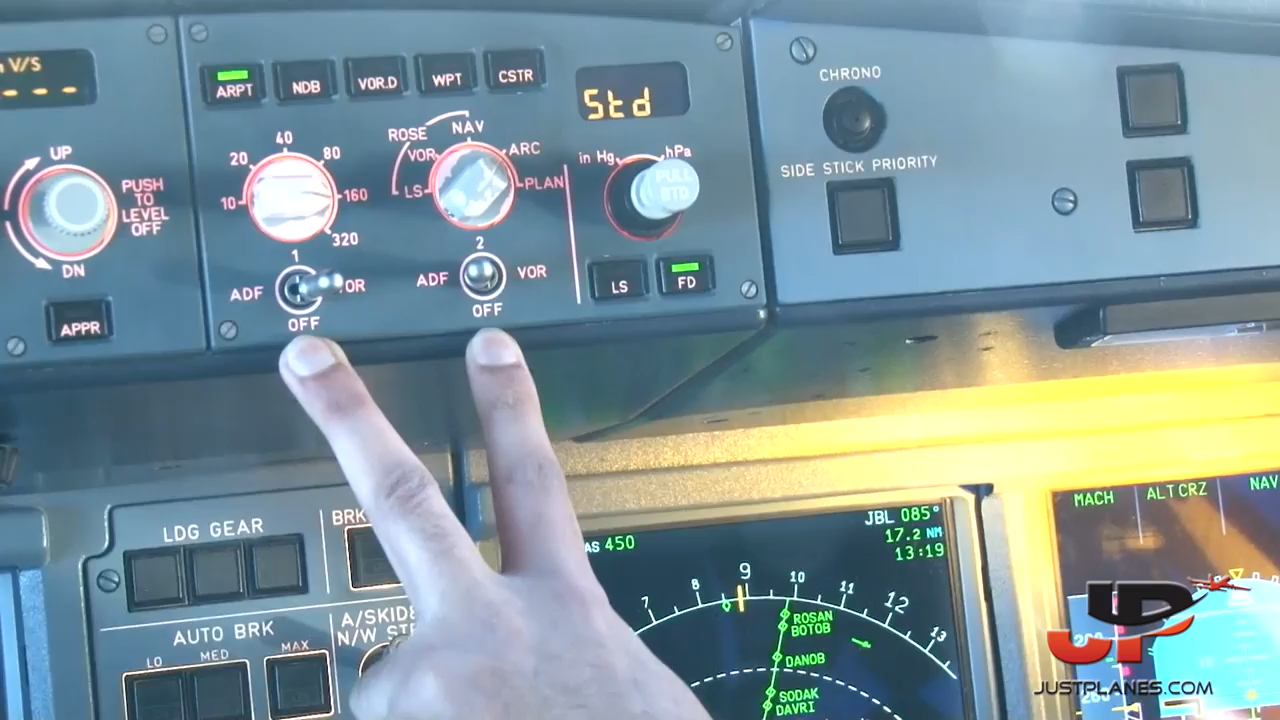 V/S
- - -
UP
PUSH
TO
LEVEL
OFF
DN
APPR
ARPT
NDB
VOR.D
WPT
CSTR
10
20
40
80
160
320
1
ADF
VOR
OFF
ROSE
NAV
LS
VOR
ARC
PLAN
2
ADF
VOR
OFF
Std
in Hg
hPa
PULL
STD
LS
FD
CHRONO
SIDE STICK PRIORITY
LDG GEAR
BRK
AUTO BRK
LO
MED
MAX
A/SKID
N/W
AS 450
JBL 085°
17.2 NM
13:19
7
8
9
10
11
12
13
ROSAN
BOTOB
DANOB
SODAK
DAVRI
MACH
ALT CRZ
NAV
JP
JUSTPLANES.COM